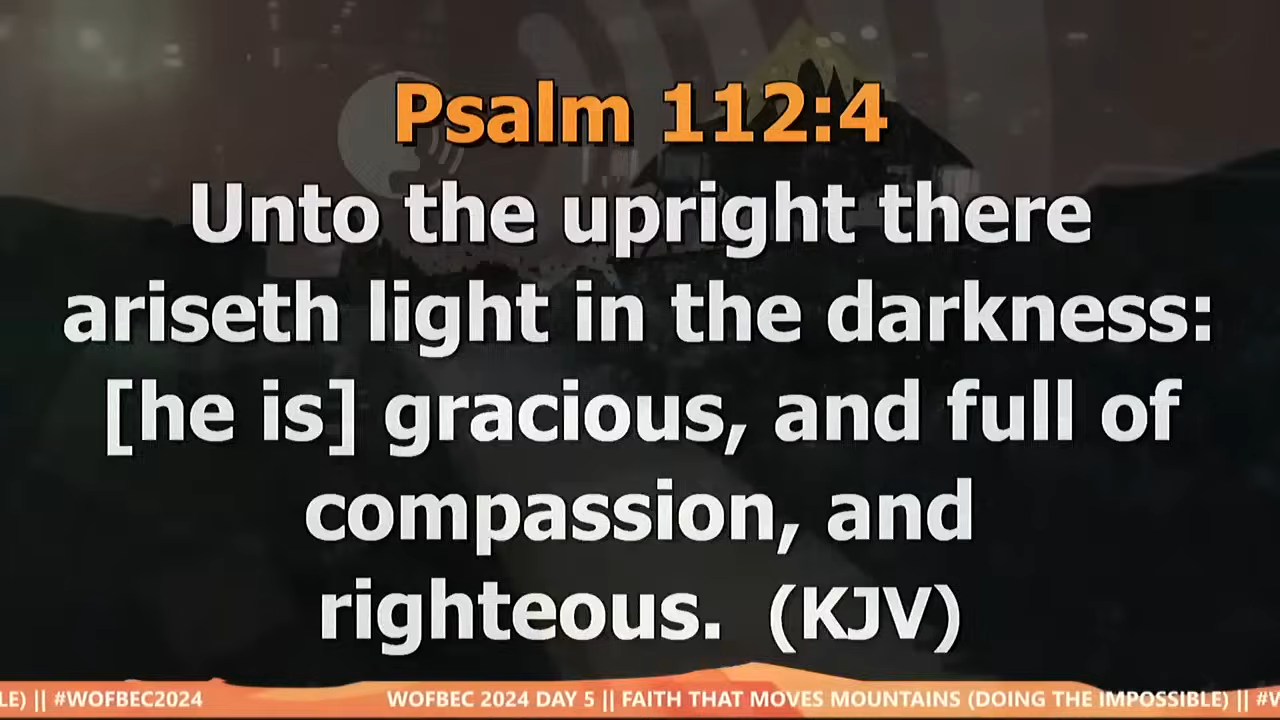 Psalm 112:4
Unto the upright there
ariseth light in the darkness:
[he is] gracious, and full of
compassion, and
righteous.  (KJV)
LE) || #WOFBEC2024 WOFBEC 2024 DAY 5 || FAITH THAT MOVES MOUNTAINS (DOING THE IMPOSSIBLE) || #W